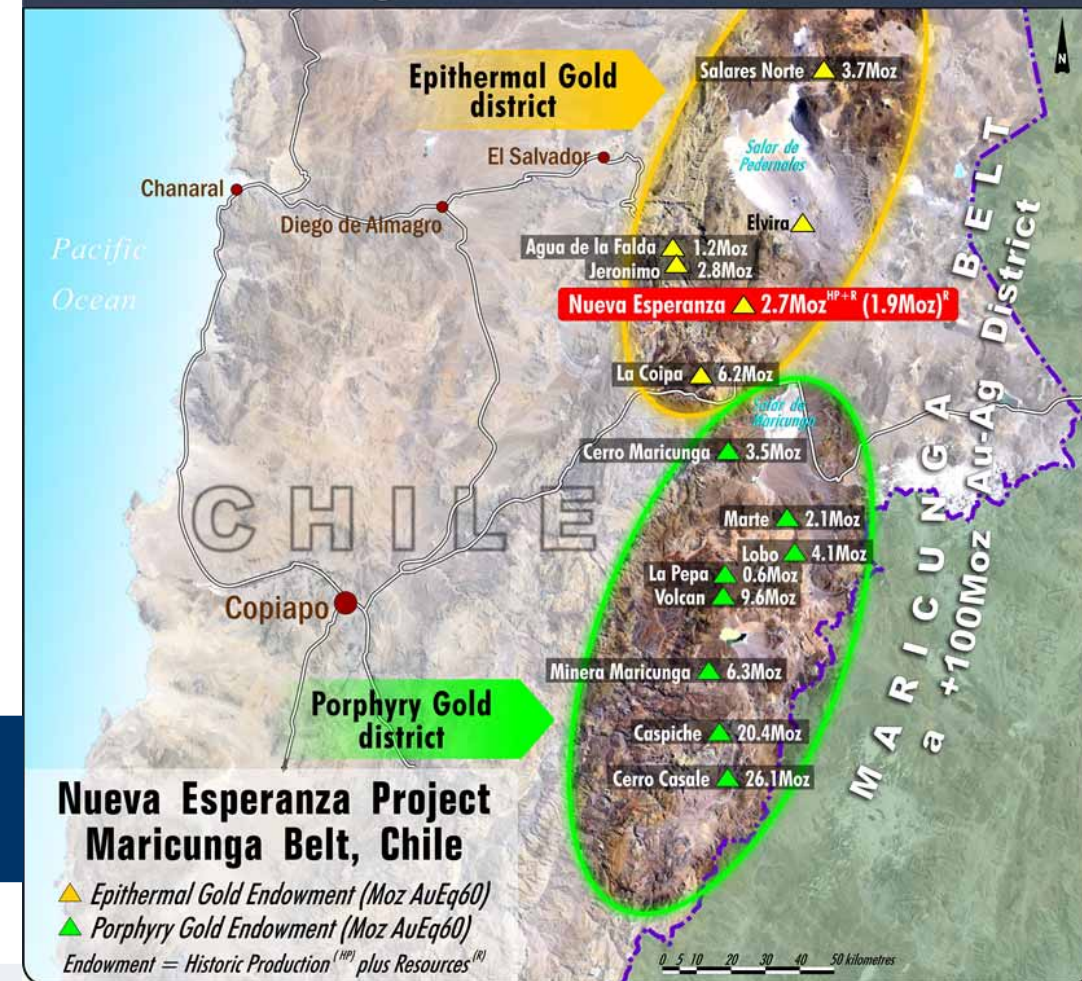 N
Epithermal Gold
district
Salares Norte 3.7Moz
Salar de
Pedernales
El Salvador
Chanaral
Diego de Almagro
Elvira
Pacific
Ocean
Agua de la Falda 1.2Moz
Jeronimo 2.8Moz
Nueva Esperanza 2.7Moz HP+R (1.9Moz) R
La Coipa 6.2Moz
Salar de
Maricunga
Cerro Maricunga 3.5Moz
CHILE
Marte 2.1Moz
Lobo 4.1Moz
La Pepa 0.6Moz
Volcan 9.6Moz
Copiapo
Minera Maricunga 6.3Moz
Porphyry Gold
district
Caspiche 20.4Moz
Cerro Casale 26.1Moz
MARICUNGA BELT
a +100Moz Au-Ag District
Nueva Esperanza Project
Maricunga Belt, Chile
Epithermal Gold Endowment (Moz AuEq60)
Porphyry Gold Endowment (Moz AuEq60)
Endowment = Historic Production (HP) plus Resources (R)
0 5 10 20 30 40 50 kilometres